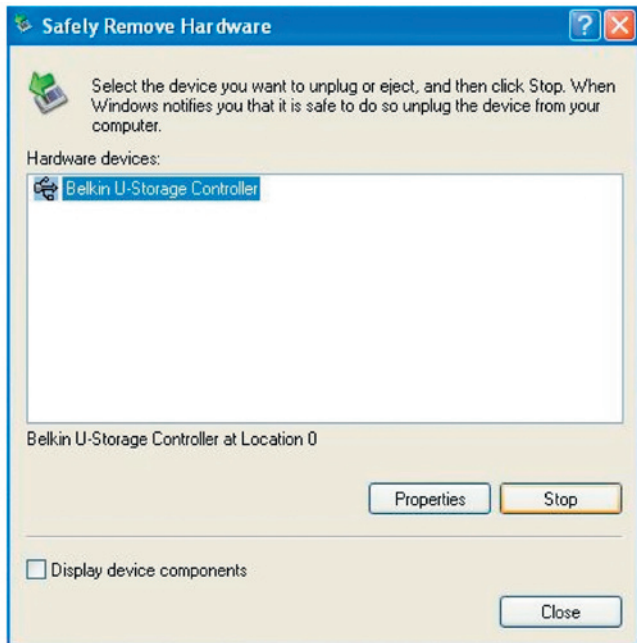 Safely Remove Hardware
Select the device you want to unplug or eject, and then click Stop. When
Windows notifies you that it is safe to do so unplug the device from your
computer.
Hardware devices:
Belkin U-Storage Controller
Belkin U-Storage Controller at Location 0
Properties Stop
Display device components
Close